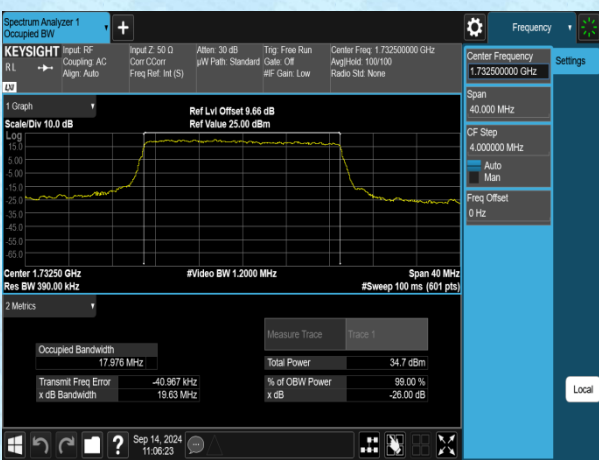 Spectrum Analyzer 1
Occupied BW
Frequency
KEYSIGHT
RL
Input: RF
Coupling: AC
Align: Auto
Input Z: 50 Ω
Corr CCorr
Freq Ref: Int (S)
Atten: 30 dB
µW Path: Standard
Trig: Free Run
Gate: Off
#IF Gain: Low
Center Freq: 1.732500000 GHz
Avg|Hold: 100/100
Radio Std: None
LVI
1 Graph
Scale/Div 10.0 dB
Ref Lvl Offset 9.66 dB
Ref Value 25.00 dBm
Log
15.0
5.00
-5.00
-15.0
-25.0
-35.0
-45.0
-55.0
-65.0
Center 1.73250 GHz
#Video BW 1.2000 MHz
Span 40 MHz
Res BW 390.00 kHz
#Sweep 100 ms (601 pts)
2 Metrics
Measure Trace
Trace 1
Occupied Bandwidth
17.976 MHz
Total Power
34.7 dBm
Transmit Freq Error
-40.967 kHz
% of OBW Power
99.00 %
x dB Bandwidth
19.63 MHz
x dB
-26.00 dB
Sep 14, 2024
11:06:23
Center Frequency
1.732500000 GHz
Settings
Span
40.000 MHz
CF Step
4.000000 MHz
Auto
Man
Freq Offset
0 Hz
Local